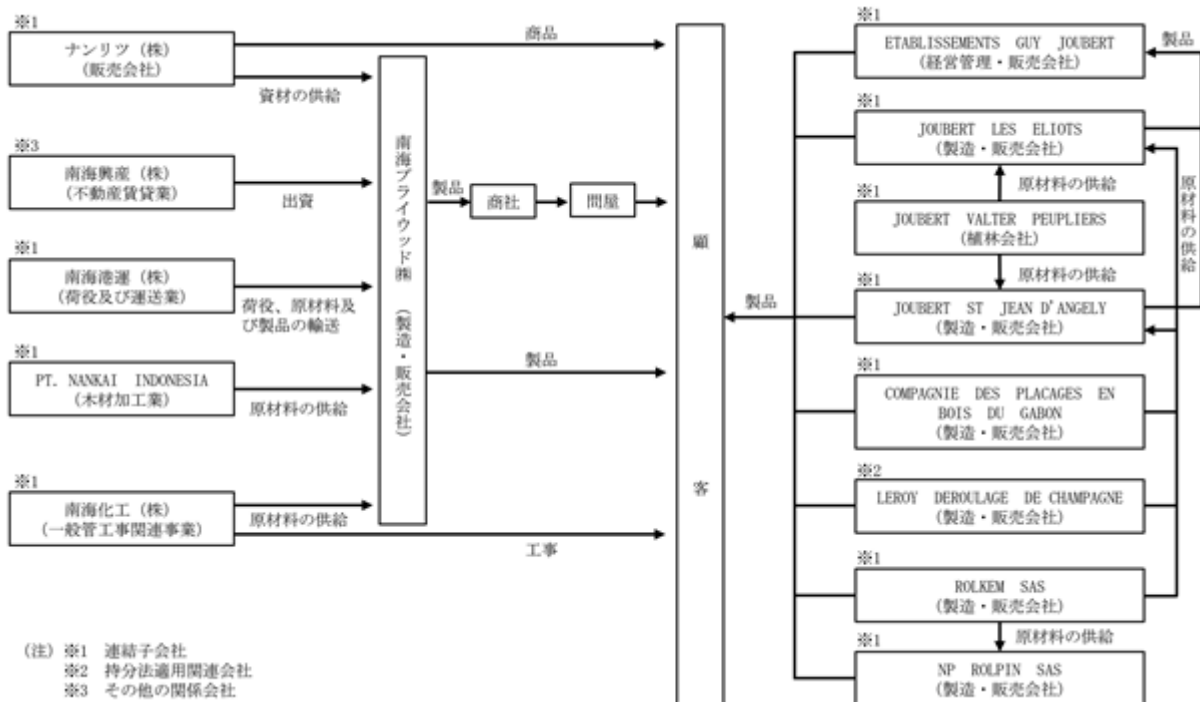 ※1
ナンリツ（株）
（販売会社）
商品
資材の供給
※3
南海興産（株）
（不動産賃貸業）
出資
※1
南海港運（株）
（荷役及び運送業）
荷役、原材料及
び製品の輸送
※1
PT. NANKAI INDONESIA
（木材加工業）
原材料の供給
※1
南海化工（株）
（一般管工事関連事業）
原材料の供給
工事
南海プライウッド㈱（製造・販売会社）
製品
商社
問屋
製品
顧客
製品
※1
ETABLISSEMENTS GUY JOUBERT
（経営管理・販売会社）
製品
※1
JOUBERT LES ELIOTS
（製造・販売会社）
原材料の供給
※1
JOUBERT VALTER PEUPLIERS
（植林会社）
原材料の供給
※1
JOUBERT ST JEAN D'ANGELY
（製造・販売会社）
原材料の供給
※1
COMPAGNIE DES PLACAGES EN
BOIS DU GABON
（製造・販売会社）
※2
LEROY DEROULAGE DE CHAMPAGNE
（製造・販売会社）
※1
ROLKEM SAS
（製造・販売会社）
原材料の供給
※1
NP ROLPIN SAS
（製造・販売会社）
（注）※1 連結子会社
※2 持分法適用関連会社
※3 その他の関係会社